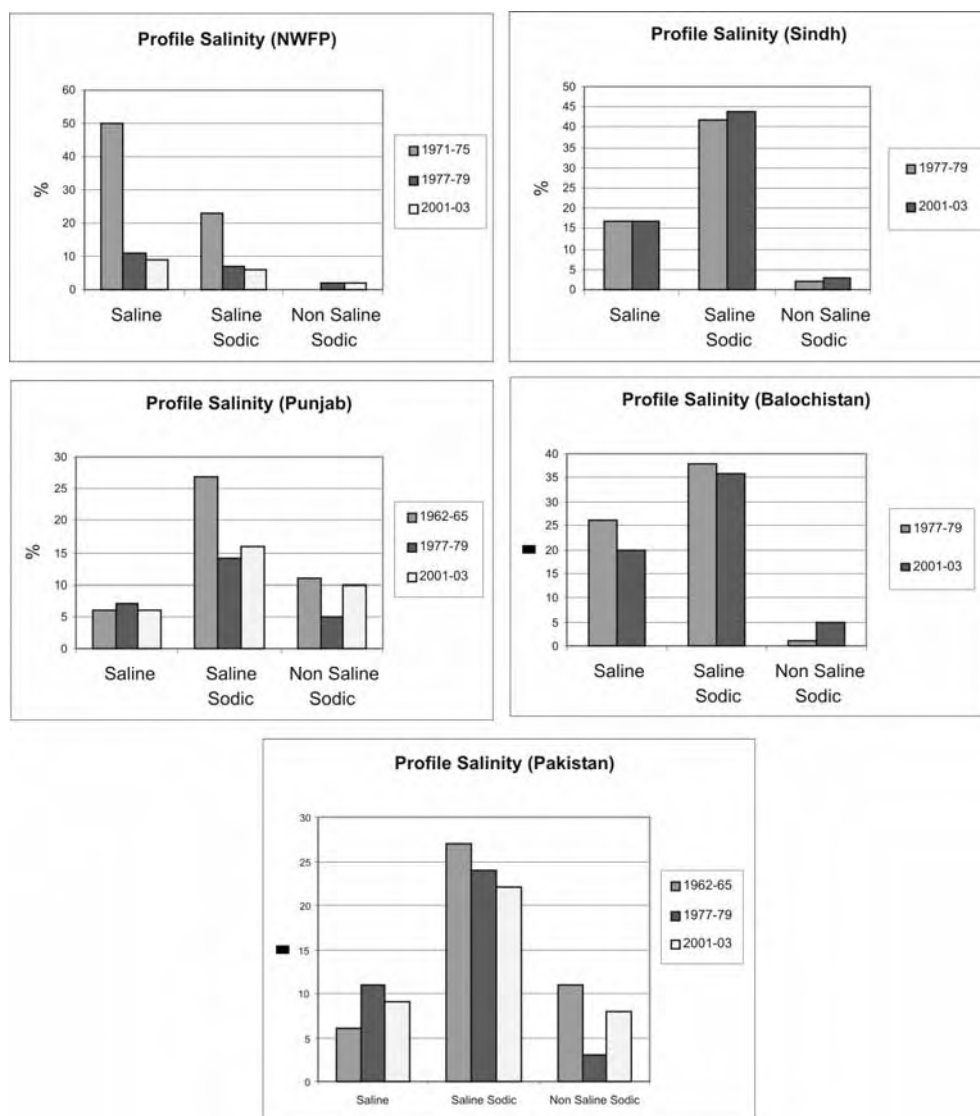 Profile Salinity (NWFP)
60
50
40
30
20
10
0
%
Saline
Saline
Sodic
Non Saline
Sodic
1971-75
1977-79
2001-03
Profile Salinity (Sindh)
50
45
40
35
30
25
20
15
10
5
0
%
Saline
Saline
Sodic
Non Saline
Sodic
1977-79
2001-03
Profile Salinity (Punjab)
30
25
20
15
10
5
0
%
Saline
Saline
Sodic
Non Saline
Sodic
1962-65
1977-79
2001-03
Profile Salinity (Balochistan)
40
35
30
25
20
15
10
5
0
Saline
Saline
Sodic
Non Saline
Sodic
1977-79
2001-03
Profile Salinity (Pakistan)
30
25
20
15
10
5
0
Saline
Saline Sodic
Non Saline Sodic
1962-65
1977-79
2001-03